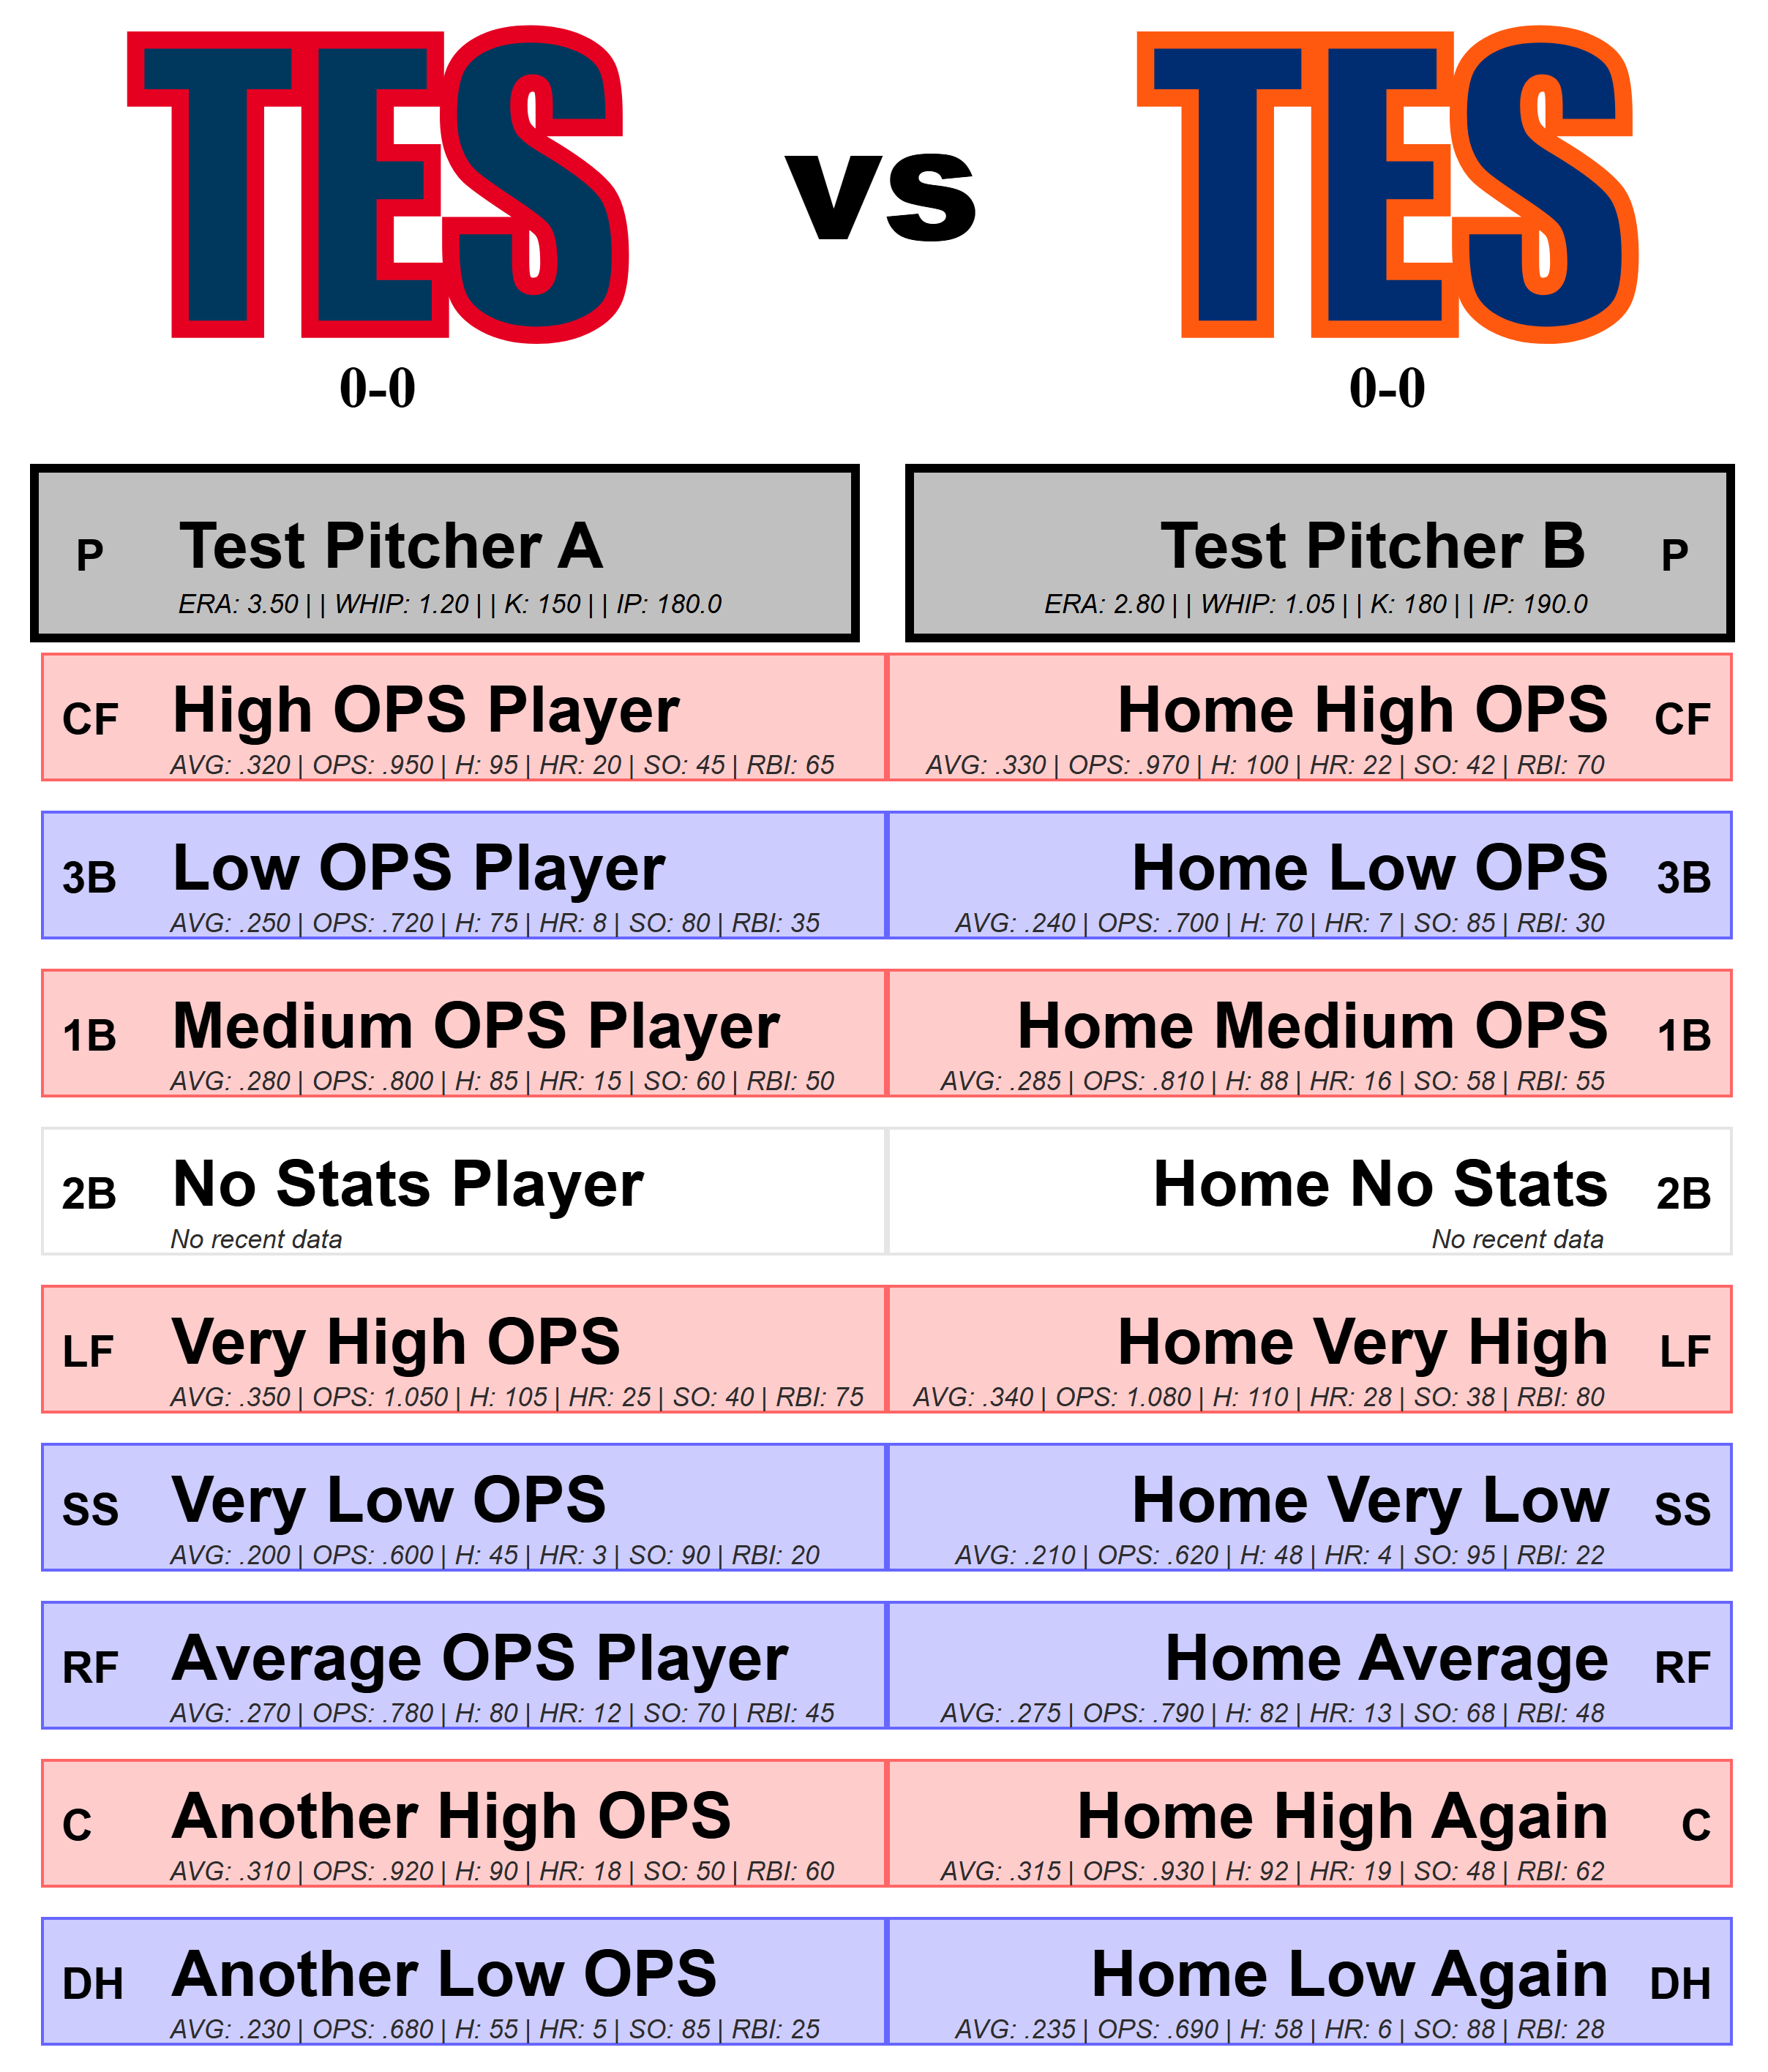 TES vs TES
0-0 0-0
P Test Pitcher A Test Pitcher B P
ERA: 3.50 | | WHIP: 1.20 | | K: 150 | | IP: 180.0 ERA: 2.80 | | WHIP: 1.05 | | K: 180 | | IP: 190.0
CF High OPS Player Home High OPS CF
AVG: .320 | OPS: .950 | H: 95 | HR: 20 | SO: 45 | RBI: 65 AVG: .330 | OPS: .970 | H: 100 | HR: 22 | SO: 42 | RBI: 70
3B Low OPS Player Home Low OPS 3B
AVG: .250 | OPS: .720 | H: 75 | HR: 8 | SO: 80 | RBI: 35 AVG: .240 | OPS: .700 | H: 70 | HR: 7 | SO: 85 | RBI: 30
1B Medium OPS Player Home Medium OPS 1B
AVG: .280 | OPS: .800 | H: 85 | HR: 15 | SO: 60 | RBI: 50 AVG: .285 | OPS: .810 | H: 88 | HR: 16 | SO: 58 | RBI: 55
2B No Stats Player Home No Stats 2B
No recent data No recent data
LF Very High OPS Home Very High LF
AVG: .350 | OPS: 1.050 | H: 105 | HR: 25 | SO: 40 | RBI: 75 AVG: .340 | OPS: 1.080 | H: 110 | HR: 28 | SO: 38 | RBI: 80
SS Very Low OPS Home Very Low SS
AVG: .200 | OPS: .600 | H: 45 | HR: 3 | SO: 90 | RBI: 20 AVG: .210 | OPS: .620 | H: 48 | HR: 4 | SO: 95 | RBI: 22
RF Average OPS Player Home Average RF
AVG: .270 | OPS: .780 | H: 80 | HR: 12 | SO: 70 | RBI: 45 AVG: .275 | OPS: .790 | H: 82 | HR: 13 | SO: 68 | RBI: 48
C Another High OPS Home High Again C
AVG: .310 | OPS: .920 | H: 90 | HR: 18 | SO: 50 | RBI: 60 AVG: .315 | OPS: .930 | H: 92 | HR: 19 | SO: 48 | RBI: 62
DH Another Low OPS Home Low Again DH
AVG: .230 | OPS: .680 | H: 55 | HR: 5 | SO: 85 | RBI: 25 AVG: .235 | OPS: .690 | H: 58 | HR: 6 | SO: 88 | RBI: 28